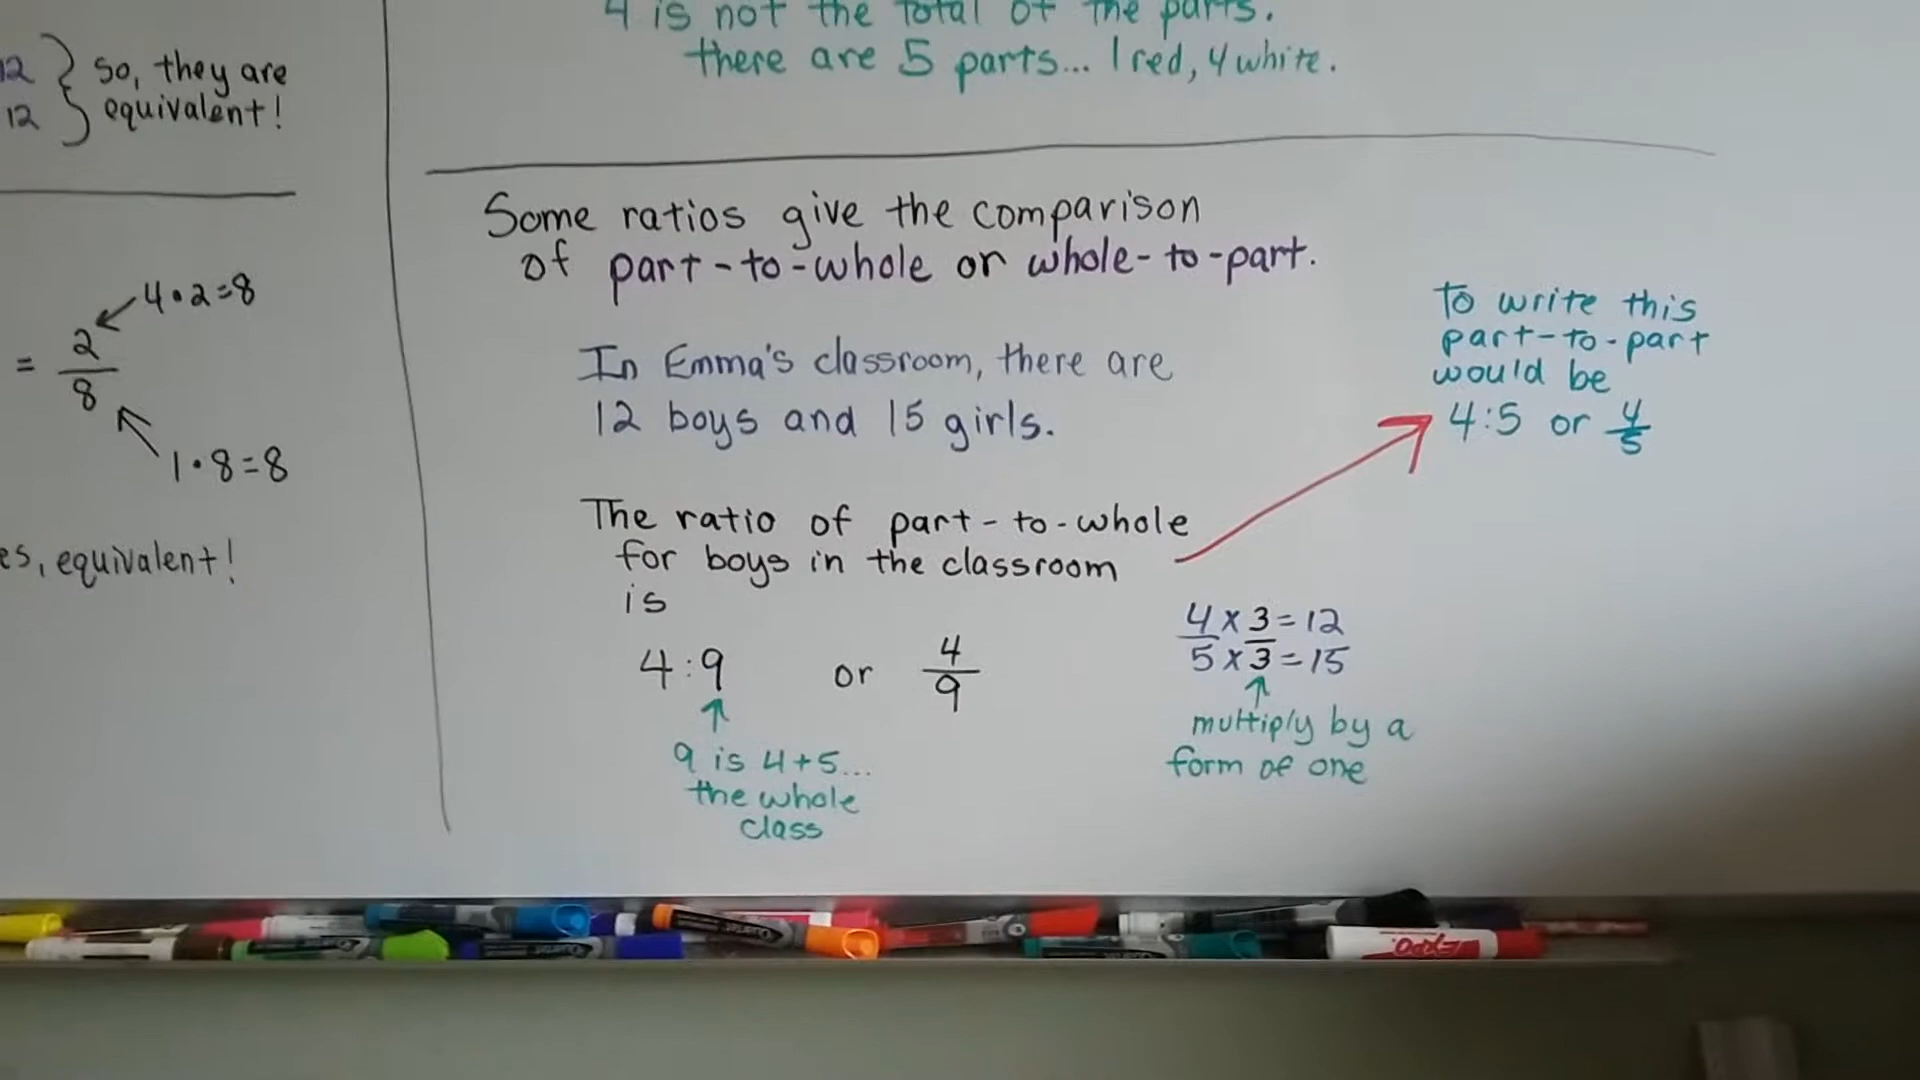 12
12
so, they are
equivalent!
4•2=8
= 2
8
1•8=8
es, equivalent!
4 is not the total of the parts.
there are 5 parts... 1 red, 4 white.
Some ratios give the comparison
of part-to-whole or whole-to-part.
In Emma's classroom, there are
12 boys and 15 girls.
The ratio of part-to-whole
for boys in the classroom
is
4:9 or 4/9
9 is 4+5...
the whole
class
To write this
part-to-part
would be
4:5 or 4/5
4 x 3 = 12
5 x 3 = 15
multiply by a
form of one
EXPO